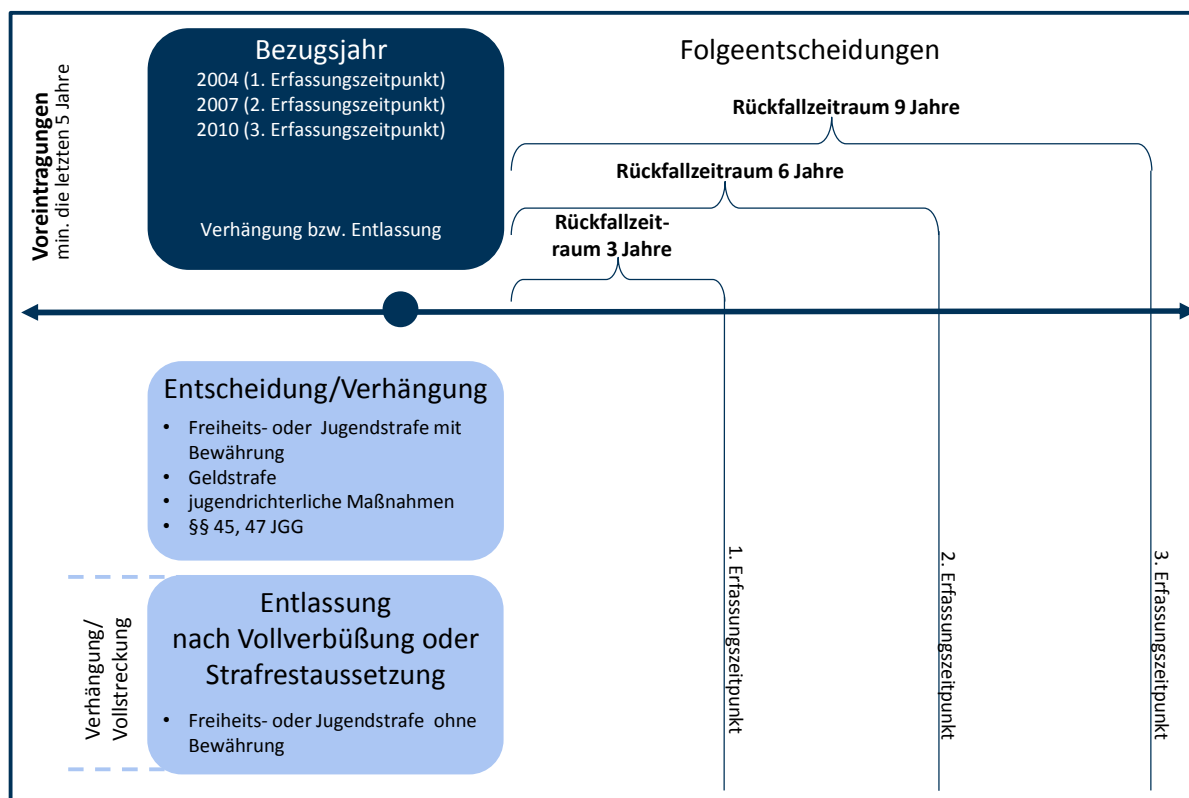 Voreintragungen
min. die letzten 5 Jahre
Bezugsjahr
2004 (1. Erfassungszeitpunkt)
2007 (2. Erfassungszeitpunkt)
2010 (3. Erfassungszeitpunkt)
Verhängung bzw. Entlassung
Folgeentscheidungen
Rückfallzeitraum 9 Jahre
Rückfallzeitraum 6 Jahre
Rückfallzeit-
raum 3 Jahre
Entscheidung/Verhängung
• Freiheits- oder Jugendstrafe mit
Bewährung
• Geldstrafe
• jugendrichterliche Maßnahmen
• §§ 45, 47 JGG
Verhängung/
Vollstreckung
Entlassung
nach Vollverbüßung oder
Strafrestaussetzung
• Freiheits- oder Jugendstrafe ohne
Bewährung
1. Erfassungszeitpunkt
2. Erfassungszeitpunkt
3. Erfassungszeitpunkt